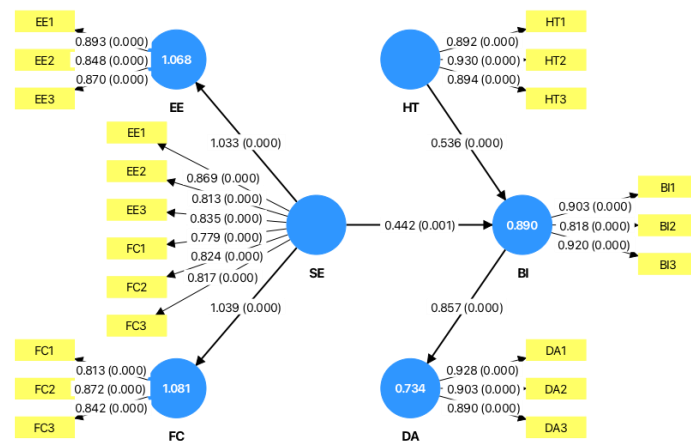 EE1
0.893 (0.000)
EE2
0.848 (0.000)
1.068
0.870 (0.000)
EE3
EE
HT1
0.892 (0.000)
0.930 (0.000)
HT2
0.894 (0.000)
HT3
HT
1.033 (0.000)
0.536 (0.000)
EE1
EE2
EE3
FC1
FC2
FC3
0.869 (0.000)
0.813 (0.000)
0.835 (0.000)
0.779 (0.000)
0.824 (0.000)
0.817 (0.000)
SE
0.442 (0.001)
0.890
BI
0.903 (0.000)
0.818 (0.000)
0.920 (0.000)
BI1
BI2
BI3
1.039 (0.000)
0.857 (0.000)
FC1
0.813 (0.000)
FC2
0.872 (0.000)
1.081
0.842 (0.000)
FC3
FC
0.734
DA
0.928 (0.000)
0.903 (0.000)
0.890 (0.000)
DA1
DA2
DA3